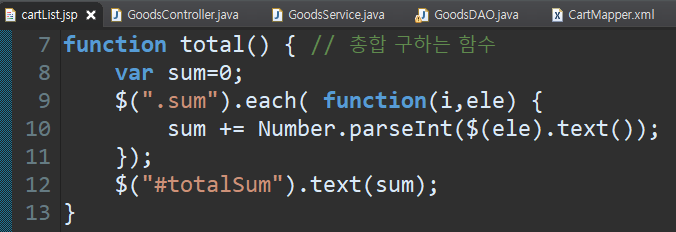 cartList.jsp GoodsController.java GoodsService.java GoodsDAO.java CartMapper.xml
7 function total() { // 총합 구하는 함수
8 var sum=0;
9 $(".sum").each( function(i,ele) {
10 sum += Number.parseInt($(ele).text());
11 });
12 $("#totalSum").text(sum);
13 }